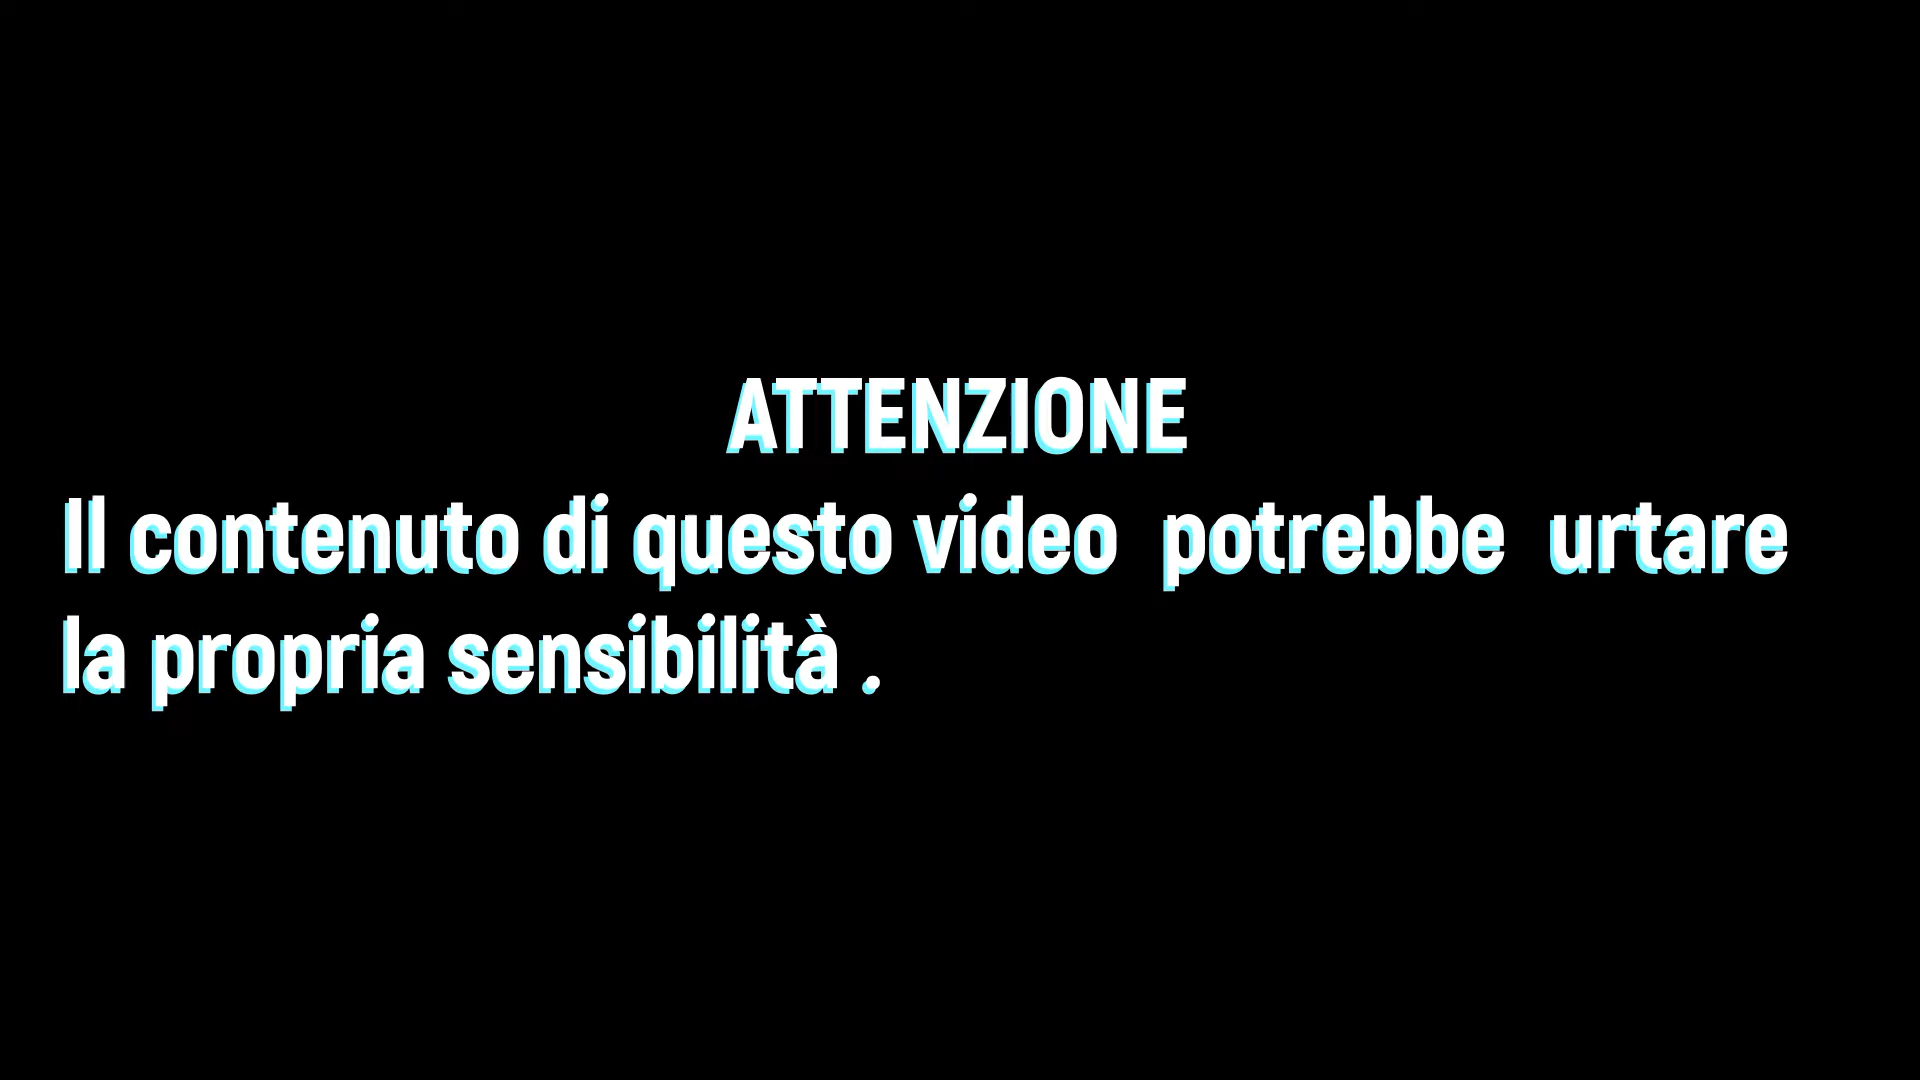 ATTENZIONE
Il contenuto di questo video  potrebbe  urtare
la propria sensibilità .